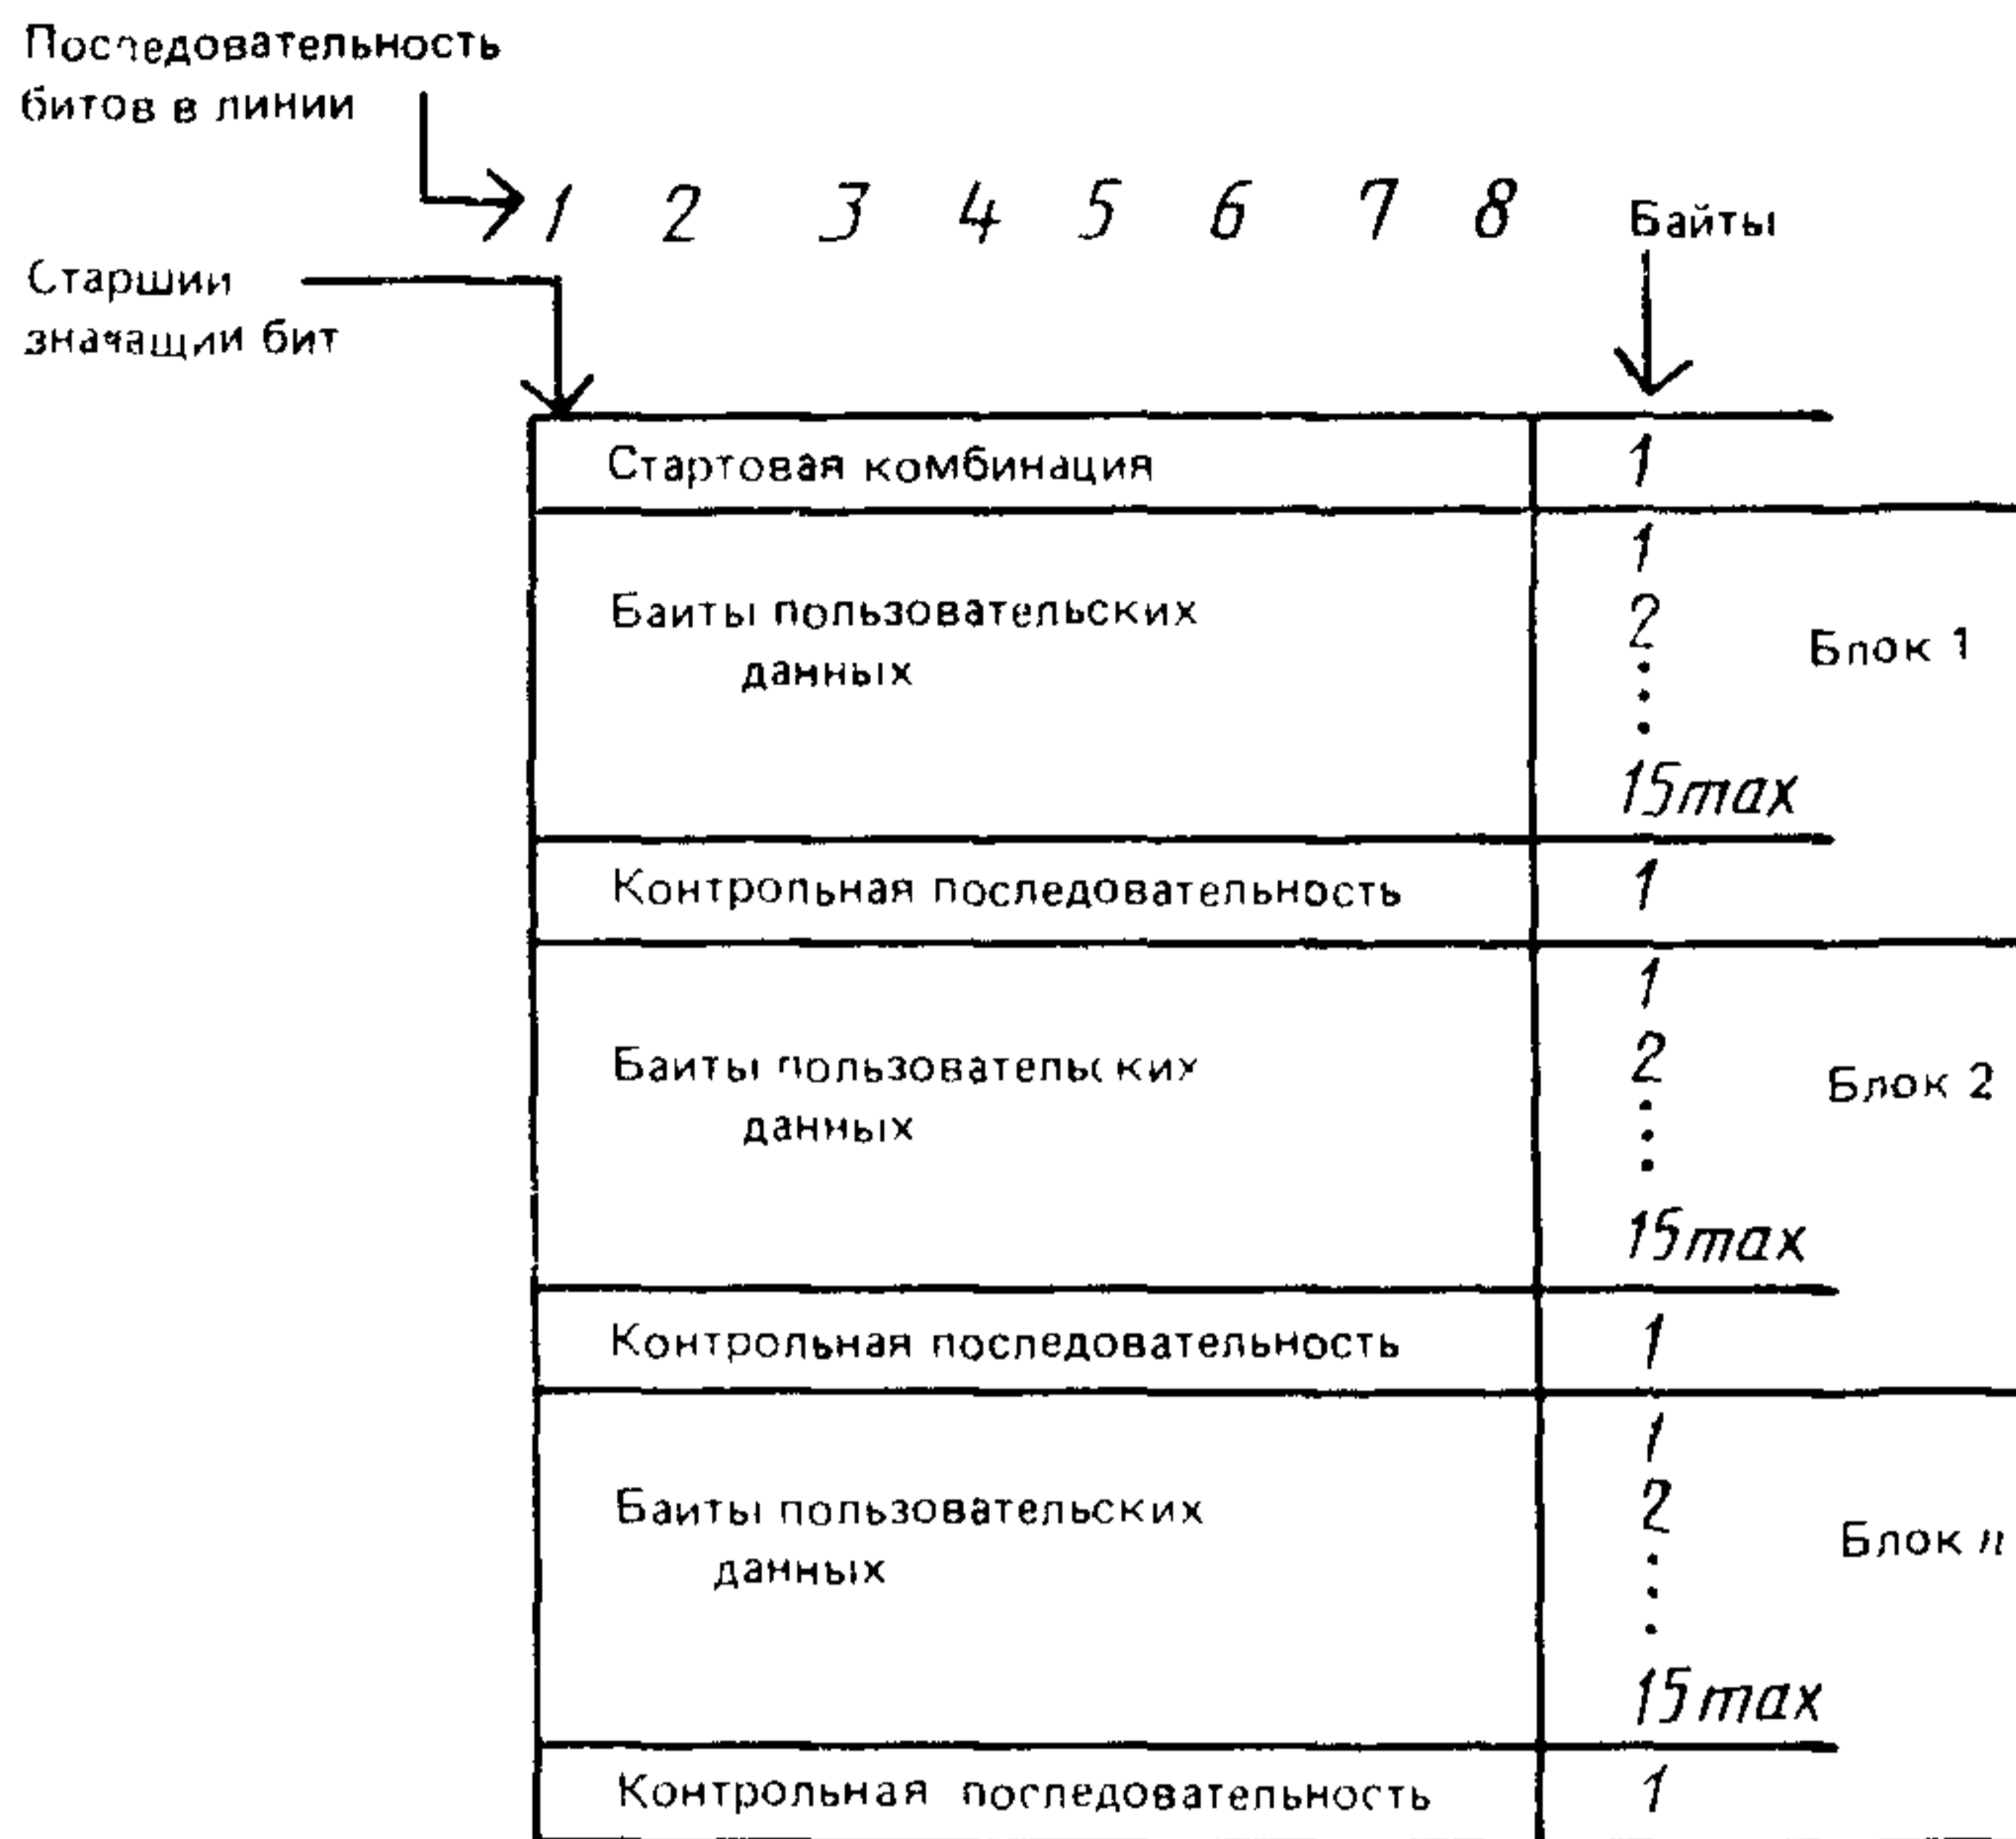 Последовательность
битов в линии
1 2 3 4 5 6 7 8 Байты
Старший
значащий бит
Стартовая комбинация 1
1
Байты пользовательских
данных
2
Блок 1
15max
Контрольная последовательность 1
1
Байты пользовательских
данных
2
Блок 2
15max
Контрольная последовательность 1
1
Байты пользовательских
данных
2
Блок n
15max
Контрольная последовательность 1